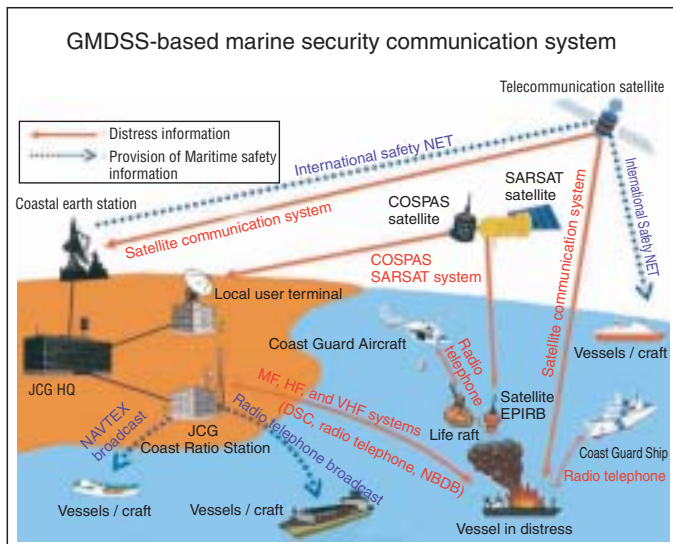 GMDSS-based marine security communication system
Telecommunication satellite
Distress information
Provision of Maritime safety
information
International safety NET
International Safety NET
SARSAT
satellite
COSPAS
satellite
Coastal earth station
Satellite communication system
Satellite communication system
COSPAS
SARSAT system
Local user terminal
Coast Guard Aircraft
Radio
telephone
Vessels / craft
JCG HQ
MF, HF, and VHF systems
(DSC, radio telephone, NBDB)
Satellite
EPIRB
Life raft
NAVTEX
broadcast
JCG
Coast Ratio Station
Radio telephone broadcast
Coast Guard Ship
Radio telephone
Vessels / craft
Vessels / craft
Vessel in distress